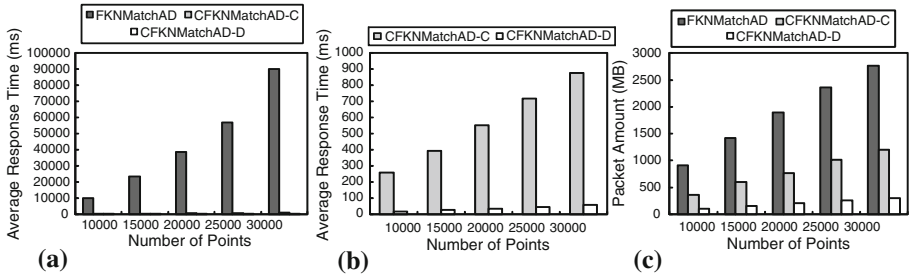 FKNMatchAD CFKNMatchAD-C
CFKNMatchAD-D
Average Response Time (ms)
100000
90000
80000
70000
60000
50000
40000
30000
20000
10000
0
10000 15000 20000 25000 30000
Number of Points
(a)
CFKNMatchAD-C CFKNMatchAD-D
Average Response Time (ms)
1000
900
800
700
600
500
400
300
200
100
0
10000 15000 20000 25000 30000
Number of Points
(b)
FKNMatchAD CFKNMatchAD-C
CFKNMatchAD-D
Packet Amount (MB)
3000
2500
2000
1500
1000
500
0
10000 15000 20000 25000 30000
Number of Points
(c)